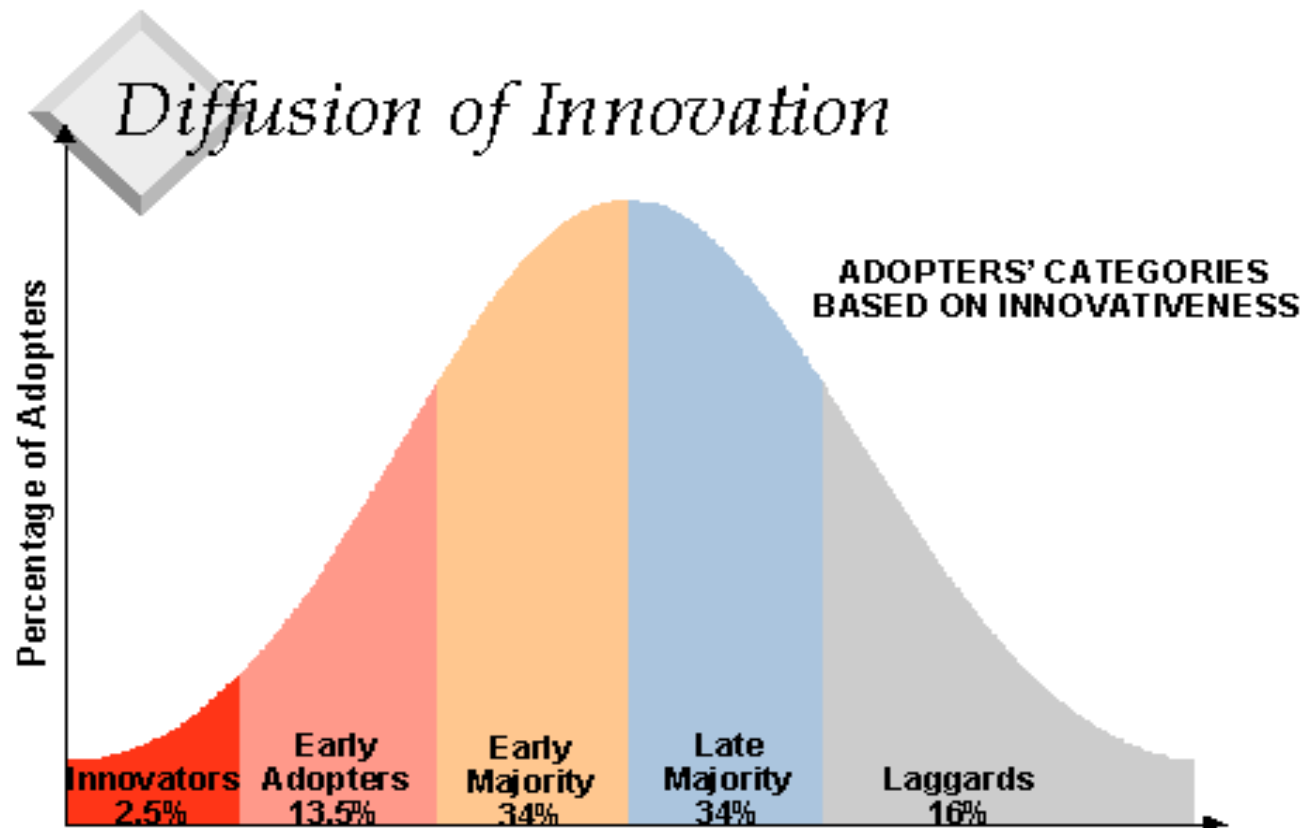 Diffusion of Innovation
ADOPTERS’ CATEGORIES
BASED ON INNOVATIVENESS
Percentage of Adopters
Innovators
2.5%
Early
Adopters
13.5%
Early
Majority
34%
Late
Majority
34%
Laggards
16%